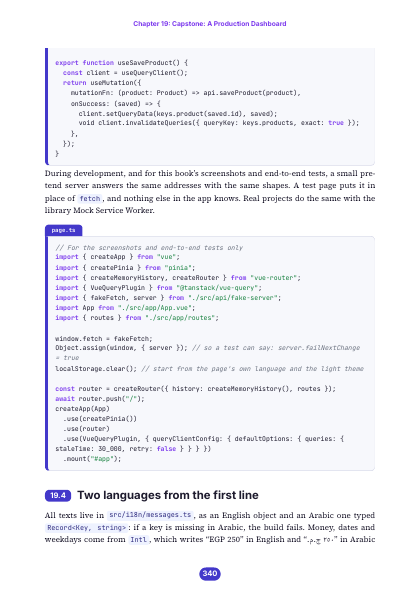 Chapter 19: Capstone: A Production Dashboard
export function useSaveProduct() {
  const client = useQueryClient();
  return useMutation({
    mutationFn: (product: Product) => api.saveProduct(product),
    onSuccess: (saved) => {
      client.setQueryData(keys.product(saved.id), saved);
      void client.invalidateQueries({ queryKey: keys.products, exact: true });
    },
  });
}
During development, and for this book's screenshots and end-to-end tests, a small pre-
tend server answers the same addresses with the same shapes. A test page puts it in
place of fetch, and nothing else in the app knows. Real projects do the same with the
library Mock Service Worker.
page.ts
// For the screenshots and end-to-end tests only
import { createApp } from "vue";
import { createPinia } from "pinia";
import { createMemoryHistory, createRouter } from "vue-router";
import { VueQueryPlugin } from "@tanstack/vue-query";
import { fakeFetch, server } from "./src/api/fake-server";
import App from "./src/app/App.vue";
import { routes } from "./src/app/routes";
window.fetch = fakeFetch;
Object.assign(window, { server }); // so a test can say: server.failNextChange
= true
localStorage.clear(); // start from the page's own language and the light theme
const router = createRouter({ history: createMemoryHistory(), routes });
await router.push("/");
createApp(App)
  .use(createPinia())
  .use(router)
  .use(VueQueryPlugin, { queryClientConfig: { defaultOptions: { queries: {
staleTime: 30_000, retry: false } } } })
  .mount("#app");
19.4 Two languages from the first line
All texts live in src/i18n/messages.ts, as an English object and an Arabic one typed
Record<Key, string>: if a key is missing in Arabic, the build fails. Money, dates and
weekdays come from Intl, which writes "EGP 250" in English and "٢٥٠ ج.م." in Arabic
340